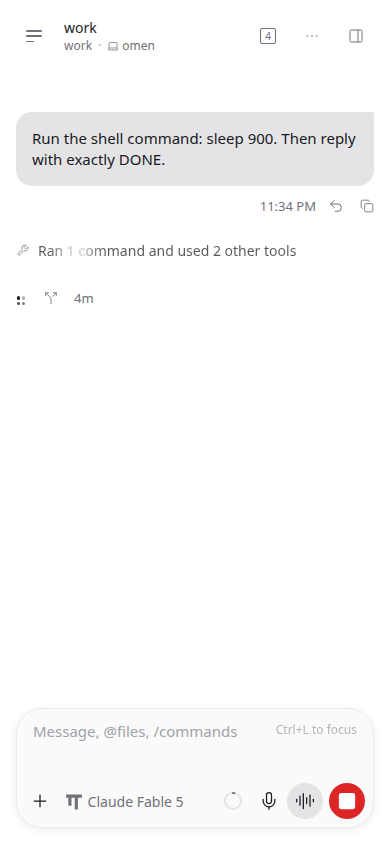 work
work · omen
4
Run the shell command: sleep 900. Then reply
with exactly DONE.
11:34 PM
Ran 1 command and used 2 other tools
4m
Message, @files, /commands
Ctrl+L to focus
Claude Fable 5